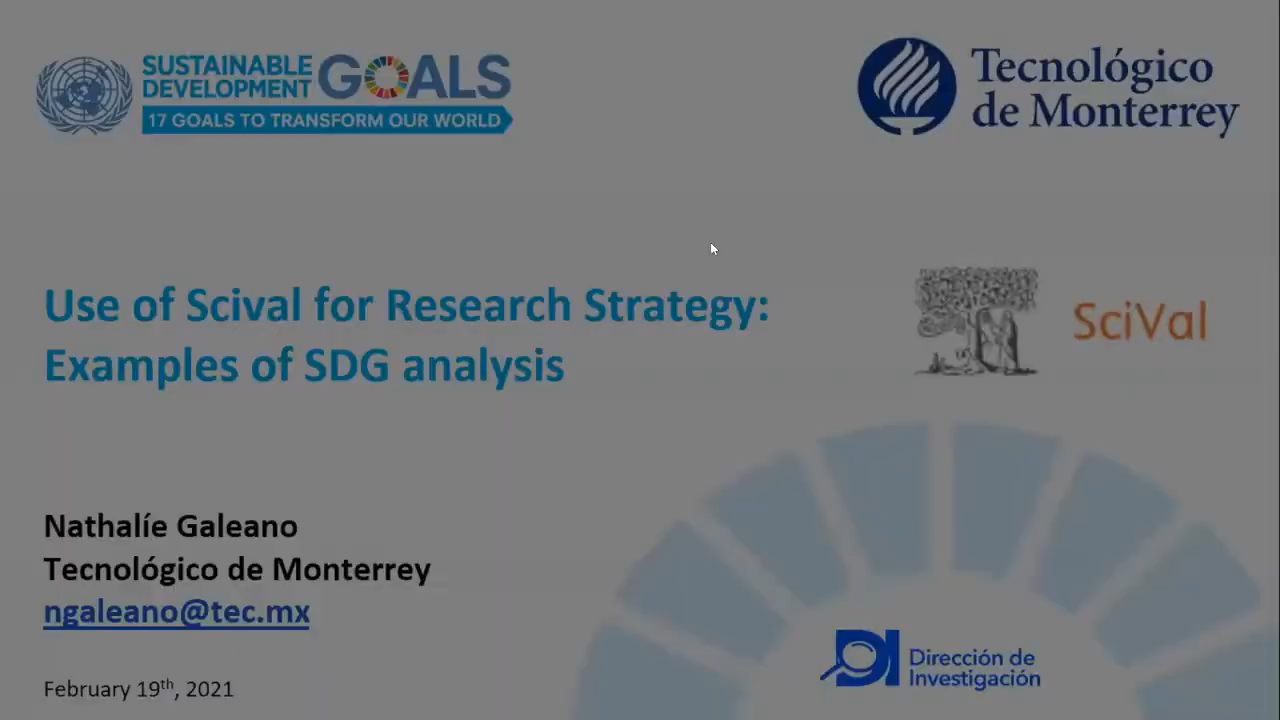 SUSTAINABLE
DEVELOPMENT
GOALS
17 GOALS TO TRANSFORM OUR WORLD
Tecnológico
de Monterrey
Use of Scival for Research Strategy:
Examples of SDG analysis
SciVal
Nathalíe Galeano
Tecnológico de Monterrey
ngaleano@tec.mx
February 19th, 2021
DI
Dirección de
Investigación